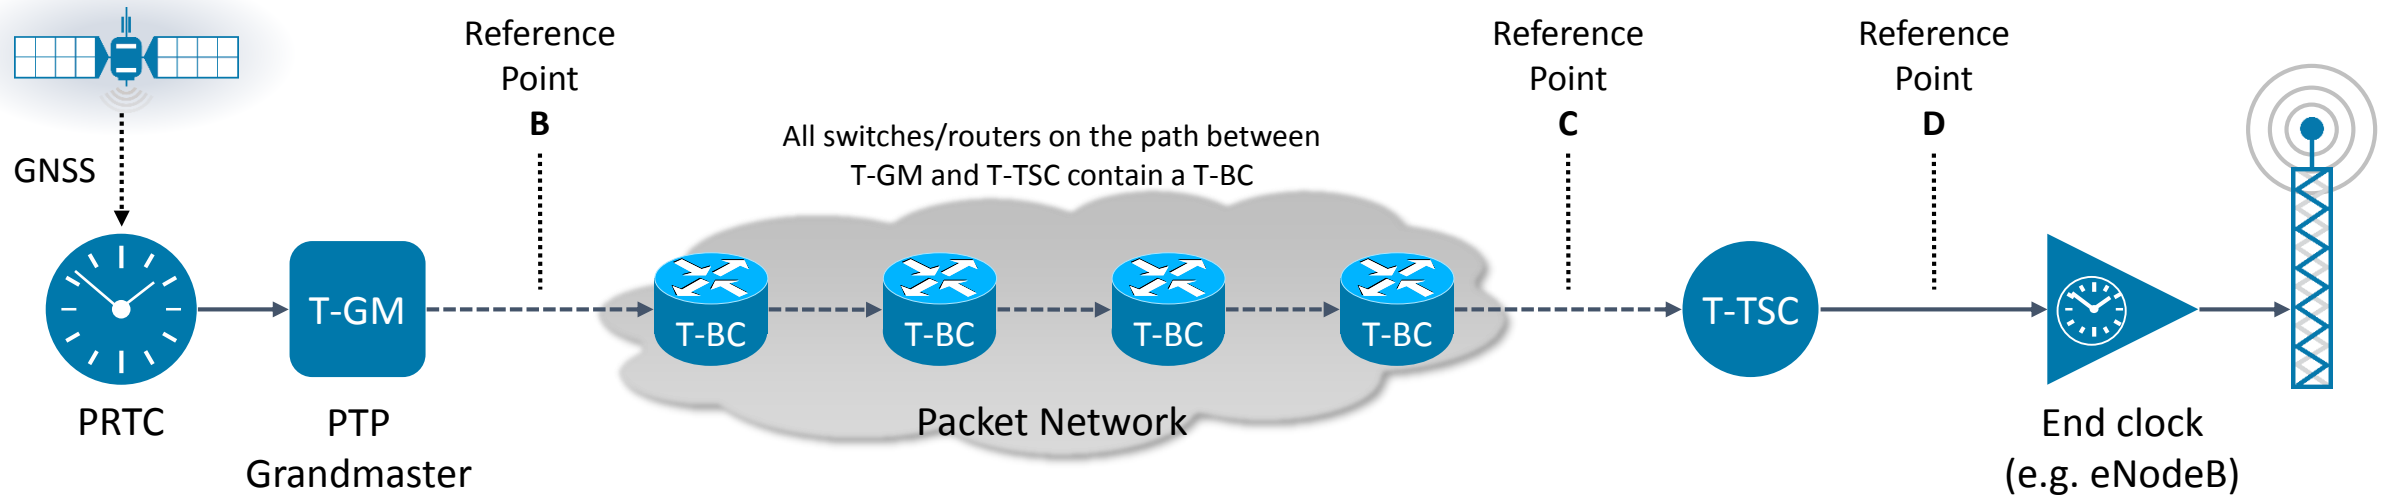 GNSS
PRTC
T-GM
PTP
Grandmaster
Reference
Point
B
All switches/routers on the path between
T-GM and T-TSC contain a T-BC
T-BC
T-BC
T-BC
T-BC
Packet Network
Reference
Point
C
T-TSC
Reference
Point
D
End clock
(e.g. eNodeB)